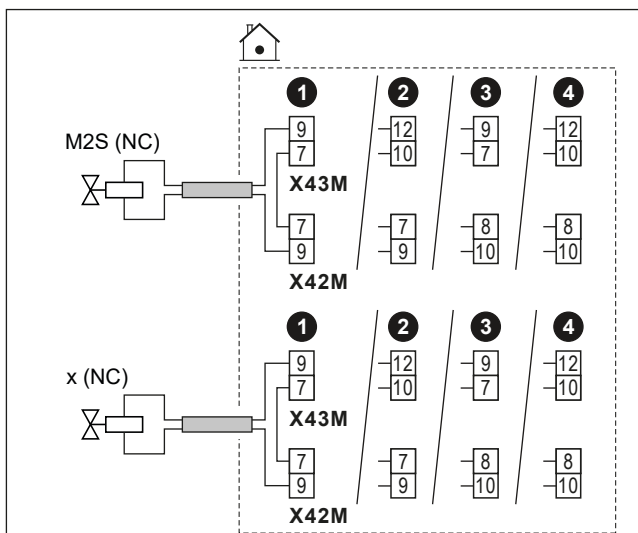 1 2 3 4
9 12 9 12
M2S (NC)
7 10 7 10
X43M
7 7 8 8
9 9 10 10
X42M
1 2 3 4
9 12 9 12
x (NC)
7 10 7 10
X43M
7 7 8 8
9 9 10 10
X42M